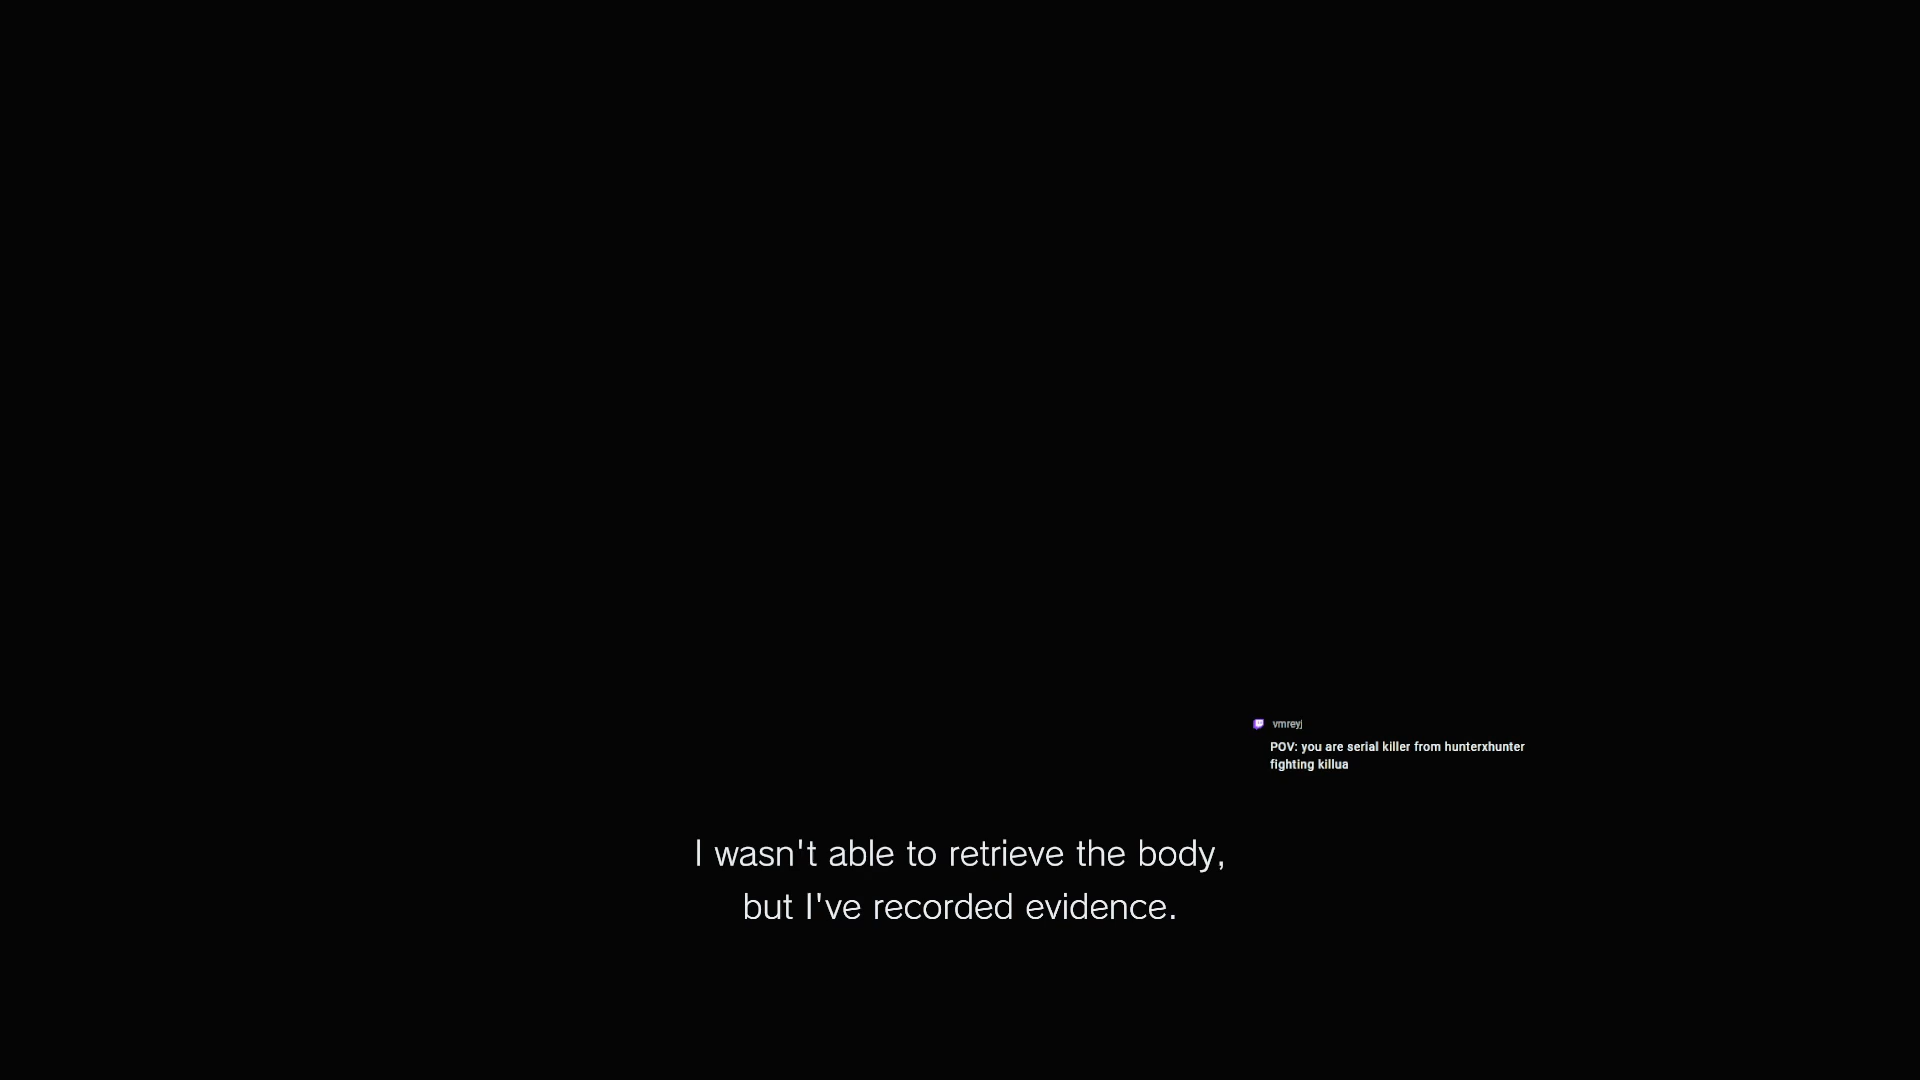 vmreyj
POV: you are serial killer from hunterxhunter
fighting killua
I wasn't able to retrieve the body,
but I've recorded evidence.